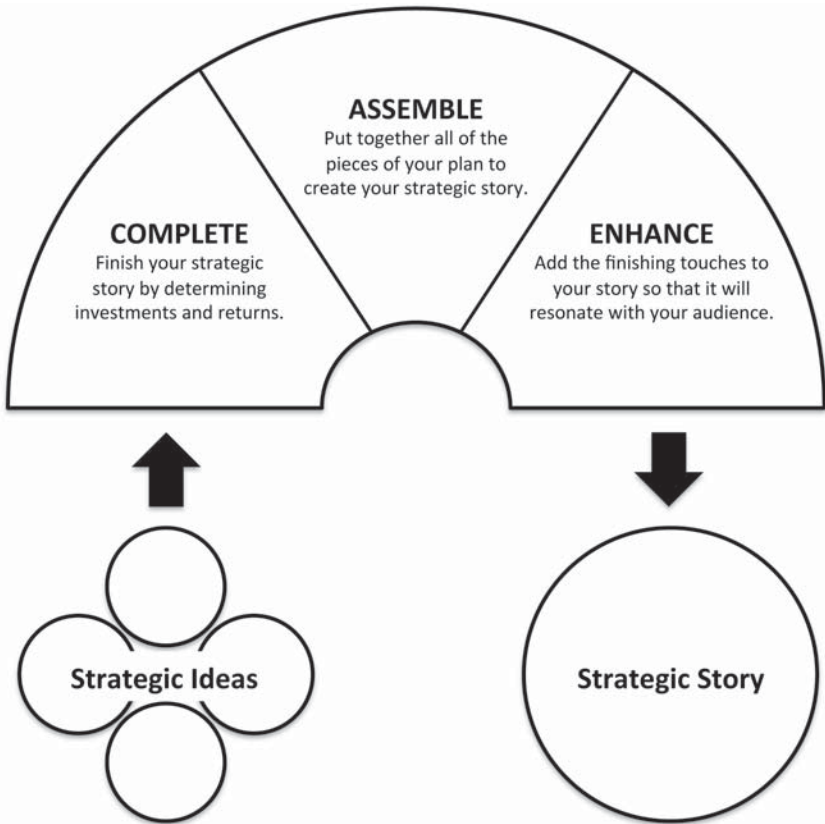 ASSEMBLE
Put together all of the
pieces of your plan to
create your strategic story.
COMPLETE
Finish your strategic
story by determining
investments and returns.
ENHANCE
Add the finishing touches to
your story so that it will
resonate with your audience.
Strategic Ideas
Strategic Story